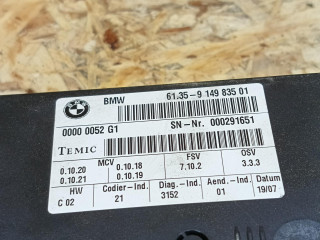 BMW
BMW 61.35-9 149 835 01
0000 0052 G1 SN-Nr. 000291651
TEMIC
MCV FSV OSV
0.10.20 0.10.18 7.10.2 3.3.3
0.10.21 0.10.19
HW Codier-Ind. Diag.-Ind. Aend.-Ind. Datum
C 02 21 3152 01 19/07